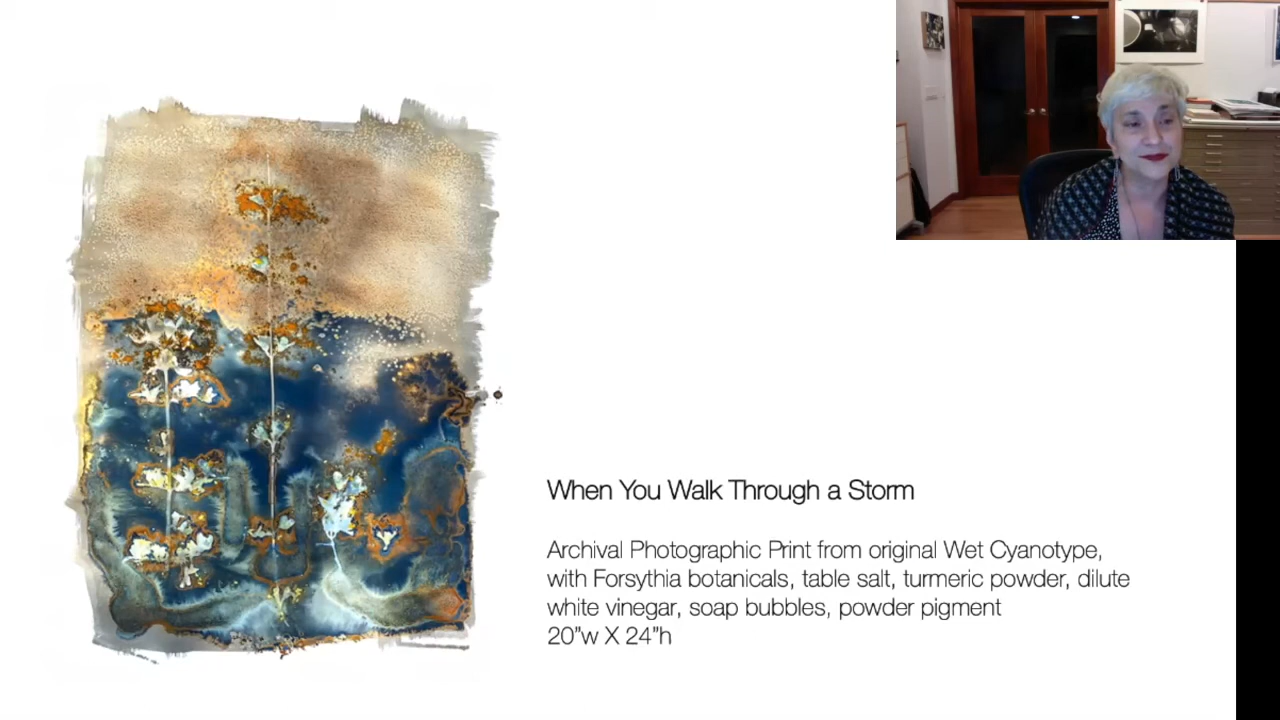 When You Walk Through a Storm
Archival Photographic Print from original Wet Cyanotype,
with Forsythia botanicals, table salt, turmeric powder, dilute
white vinegar, soap bubbles, powder pigment
20”w X 24”h